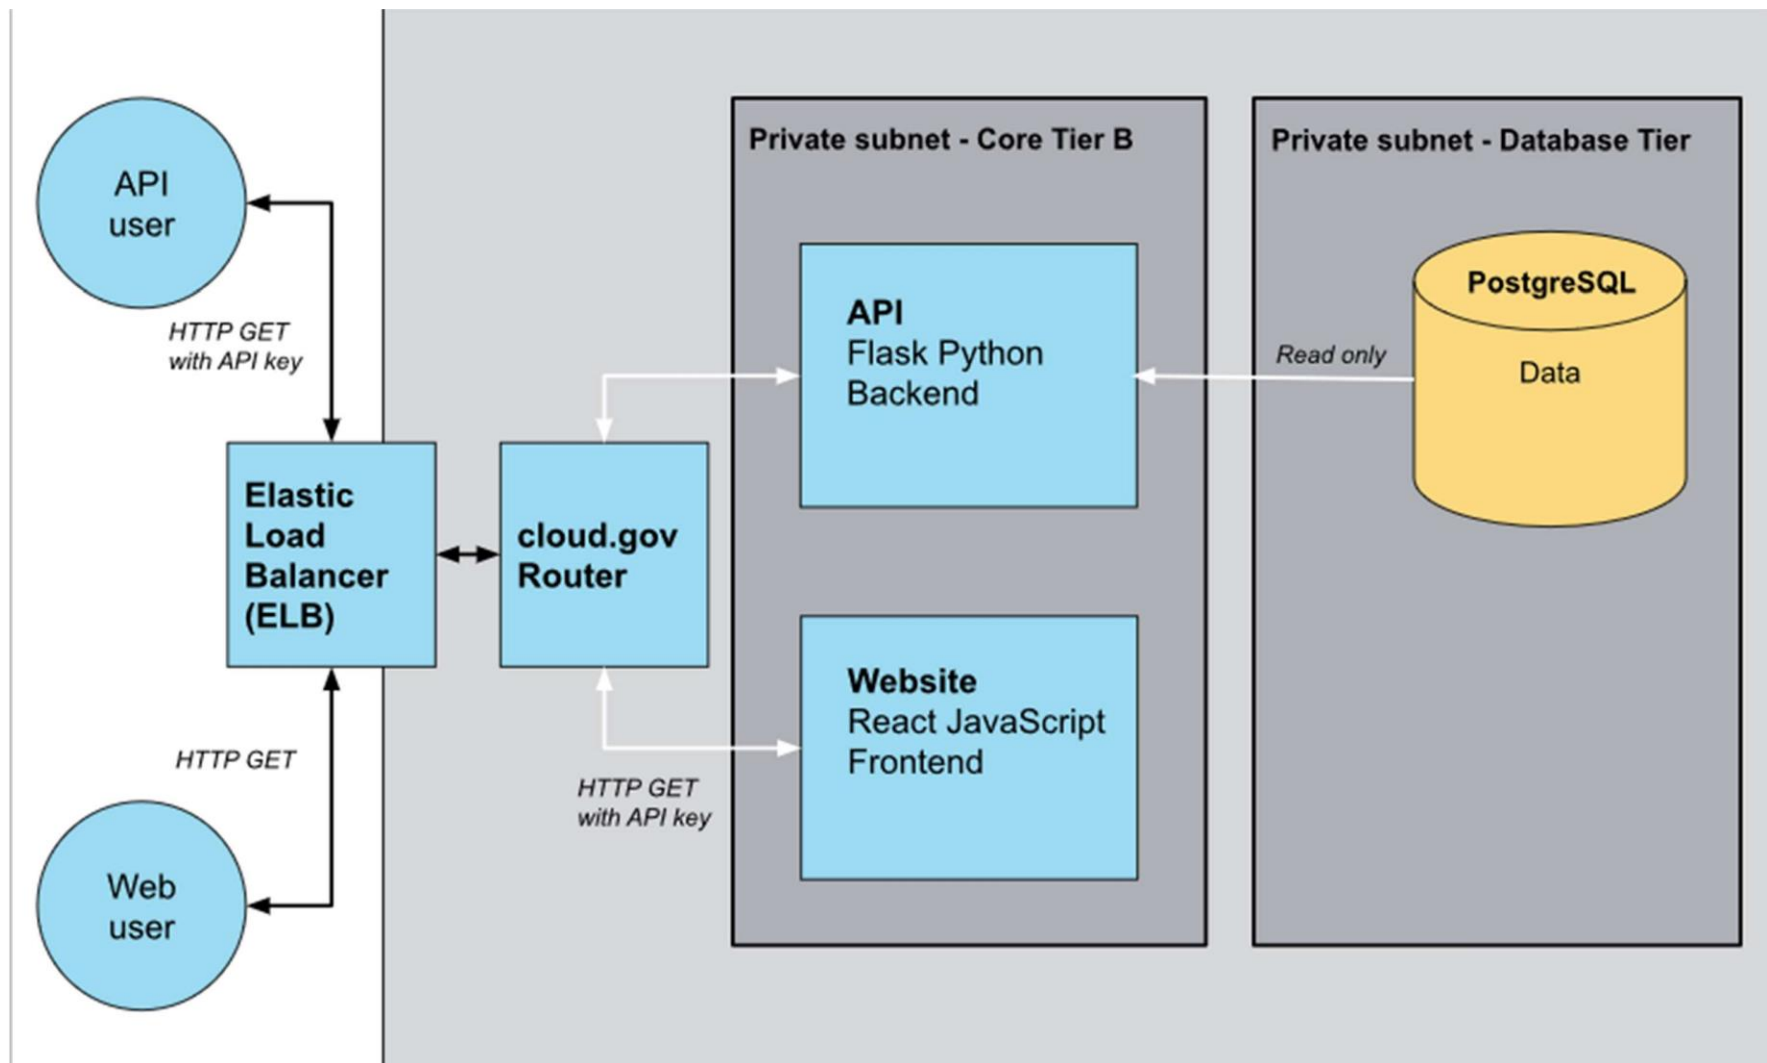 API
user
HTTP GET
with API key
Elastic
Load
Balancer
(ELB)
HTTP GET
Web
user
cloud.gov
Router
HTTP GET
with API key
Private subnet - Core Tier B
API
Flask Python
Backend
Website
React JavaScript
Frontend
Private subnet - Database Tier
Read only
PostgreSQL
Data